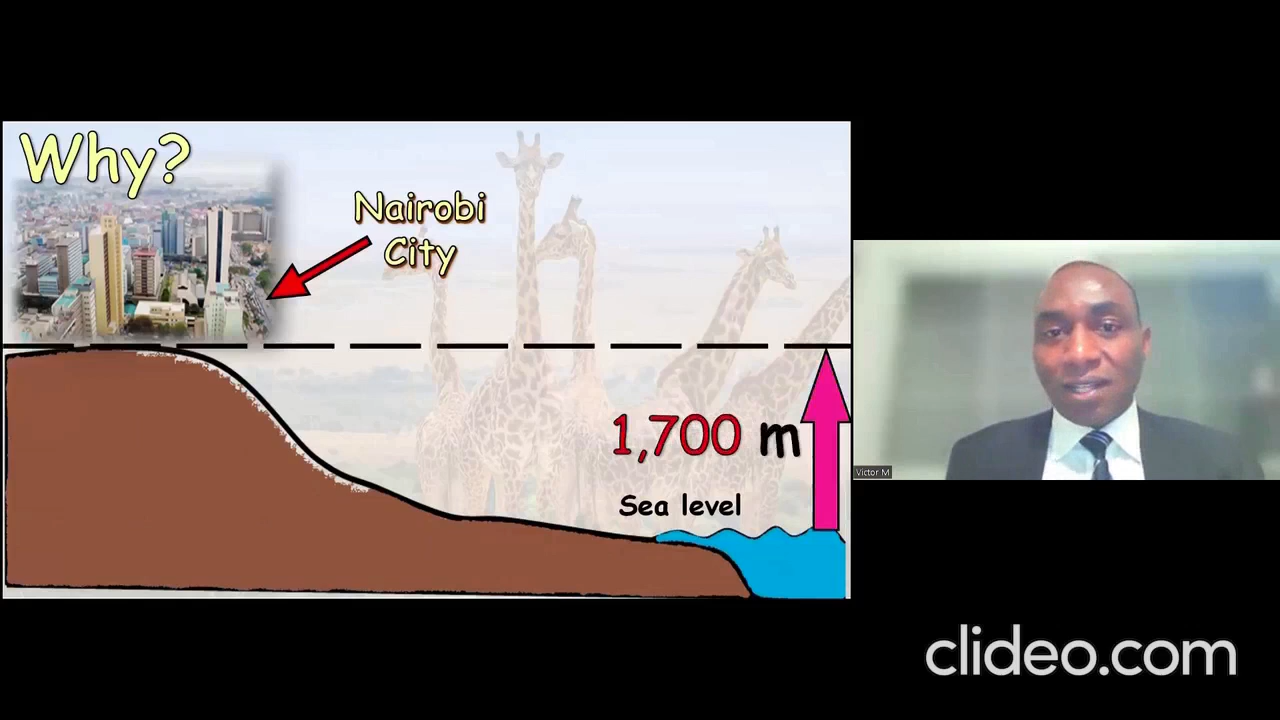 Why?
Nairobi
City
1,700 m
Sea level
Victor M
clideo.com